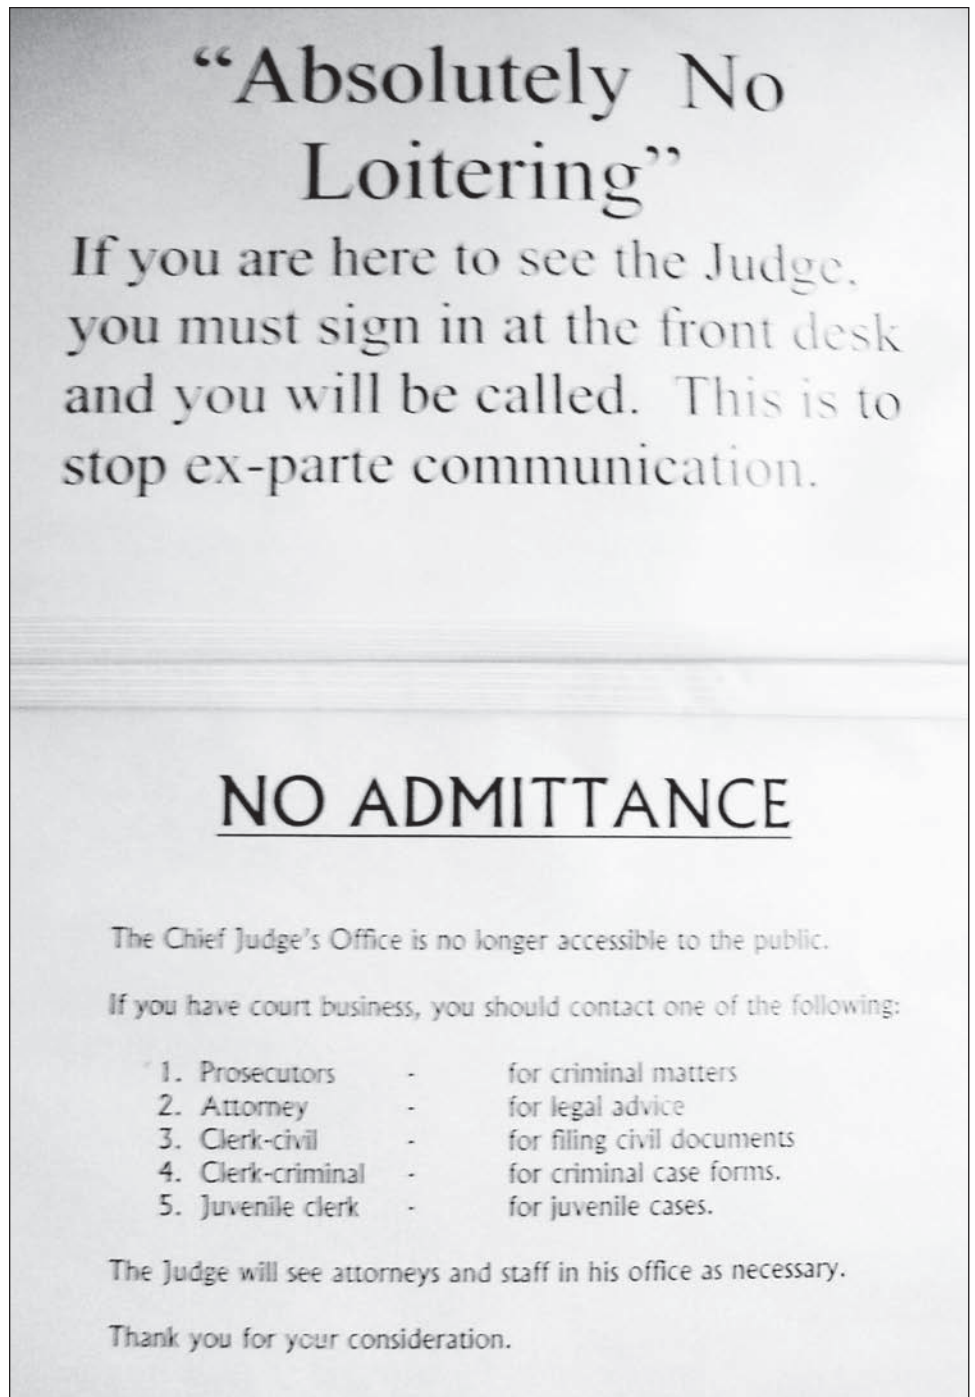 “Absolutely No
Loitering”
If you are here to see the Judge,
you must sign in at the front desk
and you will be called. This is to
stop ex-parte communication.
NO ADMITTANCE
The Chief Judge's Office is no longer accessible to the public.
If you have court business, you should contact one of the following:
1. Prosecutors - for criminal matters
2. Attorney - for legal advice
3. Clerk-civil - for filing civil documents
4. Clerk-criminal - for criminal case forms.
5. Juvenile clerk - for juvenile cases.
The Judge will see attorneys and staff in his office as necessary.
Thank you for your consideration.